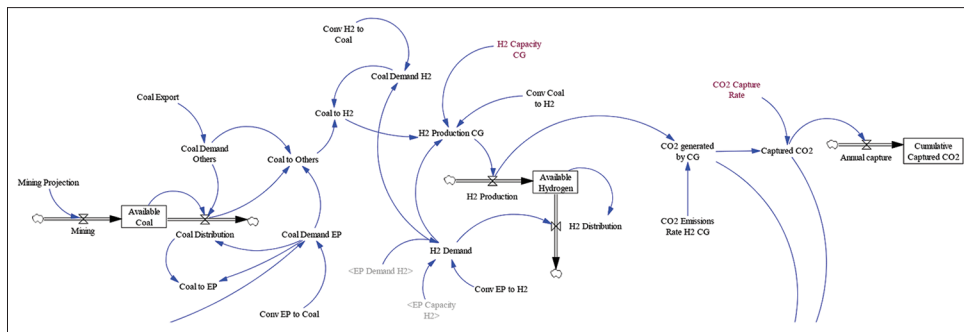 Conv H2 to
Coal
H2 Capacity
CG
Coal Demand H2
CO2 Capture
Rate
Coal Export
Conv Coal
to H2
Coal to H2
H2 Production CG
Coal Demand
Others
Coal to Others
CO2 generated
by CG
Captured CO2
Annual capture
Cumulative
Captured CO2
Mining Projection
Available
Hydrogen
H2 Production
Available
Coal
Mining
Coal Distribution
Coal Demand EP
H2 Distribution
CO2 Emissions
Rate H2 CG
H2 Demand
<EP Demand H2>
Coal to EP
Conv EP to H2
<EP Capacity
H2>
Conv EP to Coal